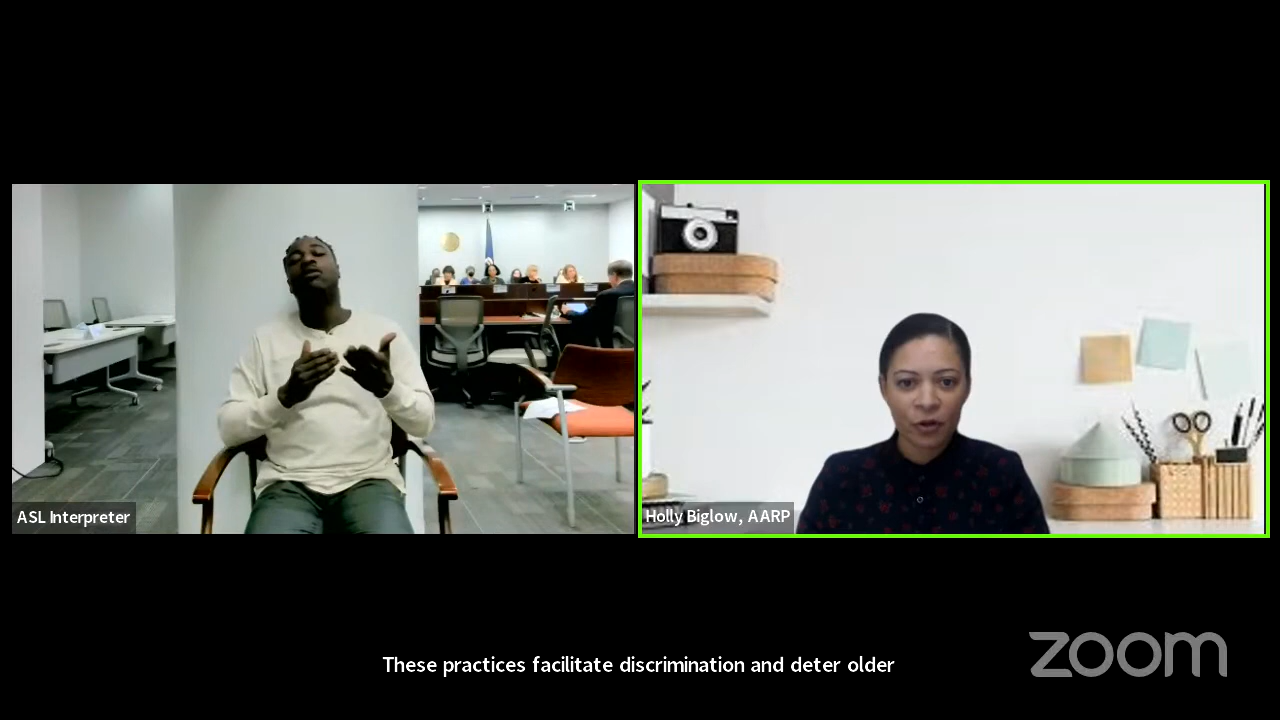 ASL Interpreter
Holly Biglow, AARP
These practices facilitate discrimination and deter older
zoom